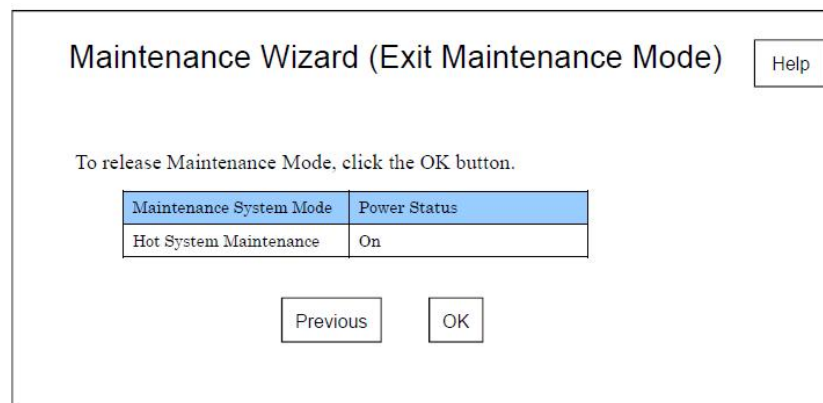 Maintenance Wizard (Exit Maintenance Mode)
Help
To release Maintenance Mode, click the OK button.
Maintenance System Mode Power Status
Hot System Maintenance On
Previous OK